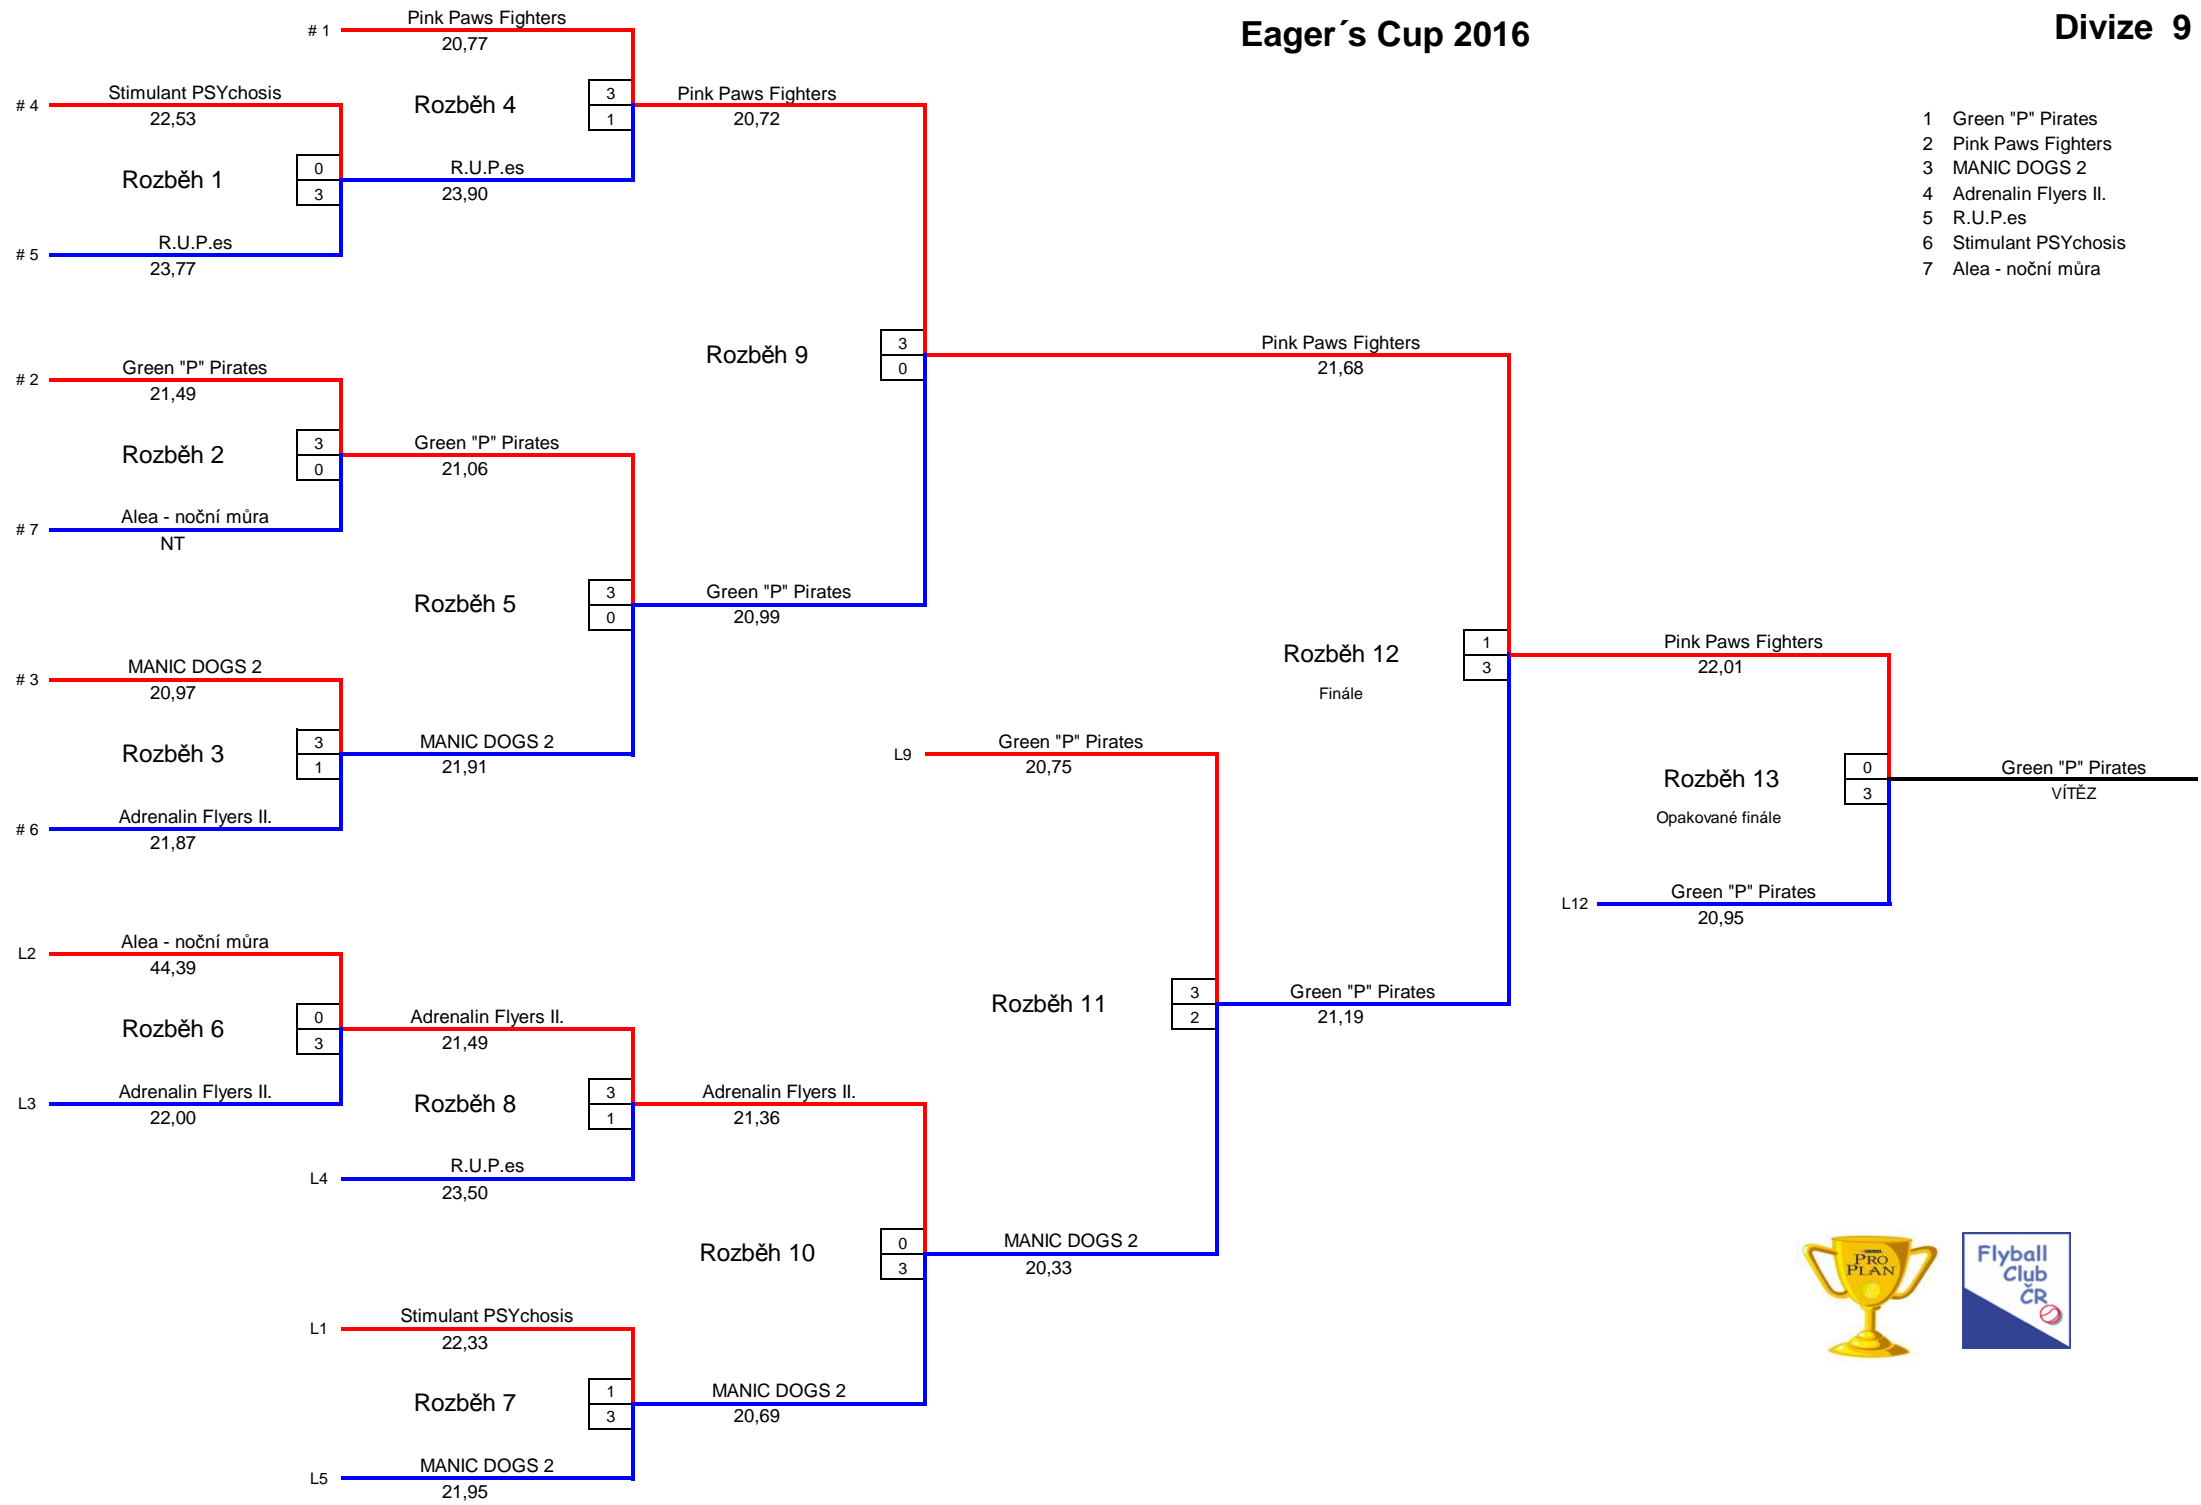 Eager´s Cup 2016
Divize 9
1 Green "P" Pirates
2 Pink Paws Fighters
3 MANIC DOGS 2
4 Adrenalin Flyers II.
5 R.U.P.es
6 Stimulant PSYchosis
7 Alea - noční můra
# 1 Pink Paws Fighters
20,77
# 4 Stimulant PSYchosis
22,53
Rozběh 1
0
3
# 5 R.U.P.es
23,77
Rozběh 4
3
1
R.U.P.es
23,90
Pink Paws Fighters
20,72
# 2 Green "P" Pirates
21,49
Rozběh 2
3
0
# 7 Alea - noční můra
NT
Green "P" Pirates
21,06
Rozběh 5
3
0
# 3 MANIC DOGS 2
20,97
Rozběh 3
3
1
# 6 Adrenalin Flyers II.
21,87
MANIC DOGS 2
21,91
Green "P" Pirates
20,99
Rozběh 9
3
0
Pink Paws Fighters
21,68
L2 Alea - noční můra
44,39
Rozběh 6
0
3
L3 Adrenalin Flyers II.
22,00
Adrenalin Flyers II.
21,49
Rozběh 8
3
1
L4 R.U.P.es
23,50
Adrenalin Flyers II.
21,36
Rozběh 10
0
3
L1 Stimulant PSYchosis
22,33
Rozběh 7
1
3
L5 MANIC DOGS 2
21,95
MANIC DOGS 2
20,69
MANIC DOGS 2
20,33
L9 Green "P" Pirates
20,75
Rozběh 11
3
2
Green "P" Pirates
21,19
Rozběh 12
Finále
1
3
Pink Paws Fighters
22,01
Rozběh 13
Opakované finále
0
3
L12 Green "P" Pirates
20,95
Green "P" Pirates
VÍTĚZ
PRO
PLAN
Flyball
Club
ČR